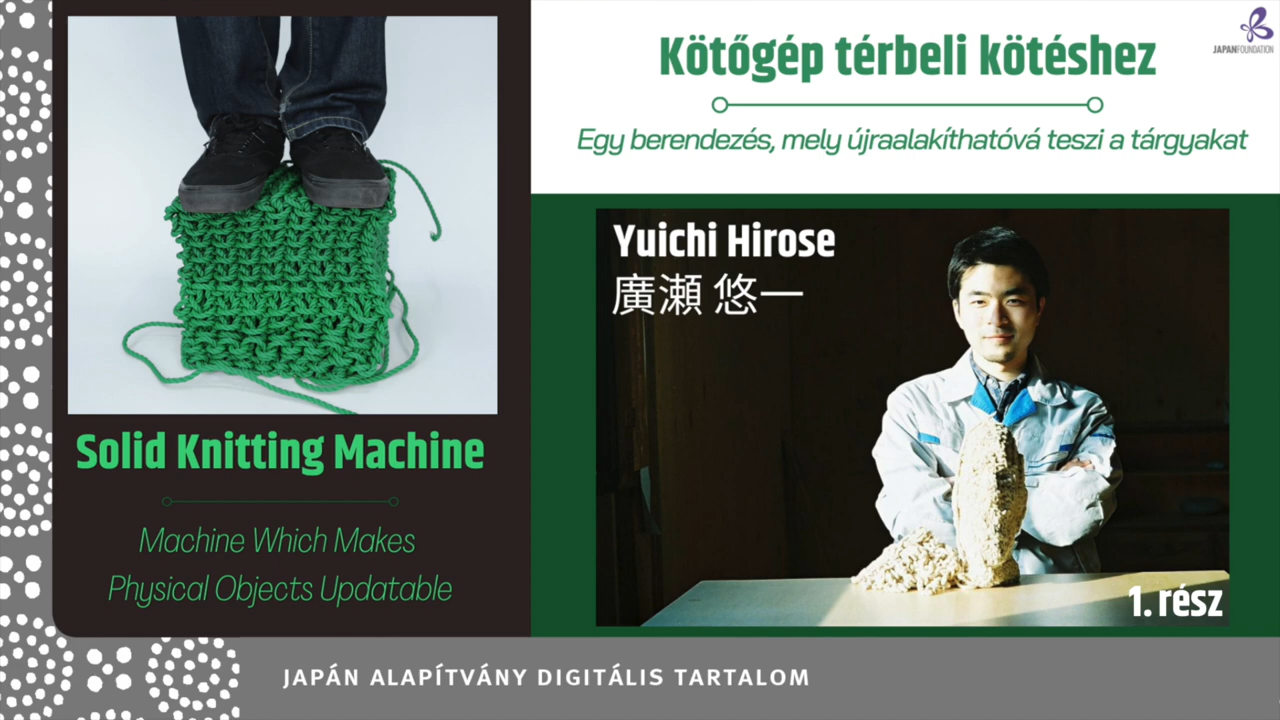 Kötőgép térbeli kötéshez
Egy berendezés, mely újraalakíthatóvá teszi a tárgyakat
JAPANFOUNDATION
Solid Knitting Machine
Machine Which Makes
Physical Objects Updatable
Yuichi Hirose
廣瀬 悠一
1. rész
JAPÁN ALAPÍTVÁNY DIGITÁLIS TARTALOM